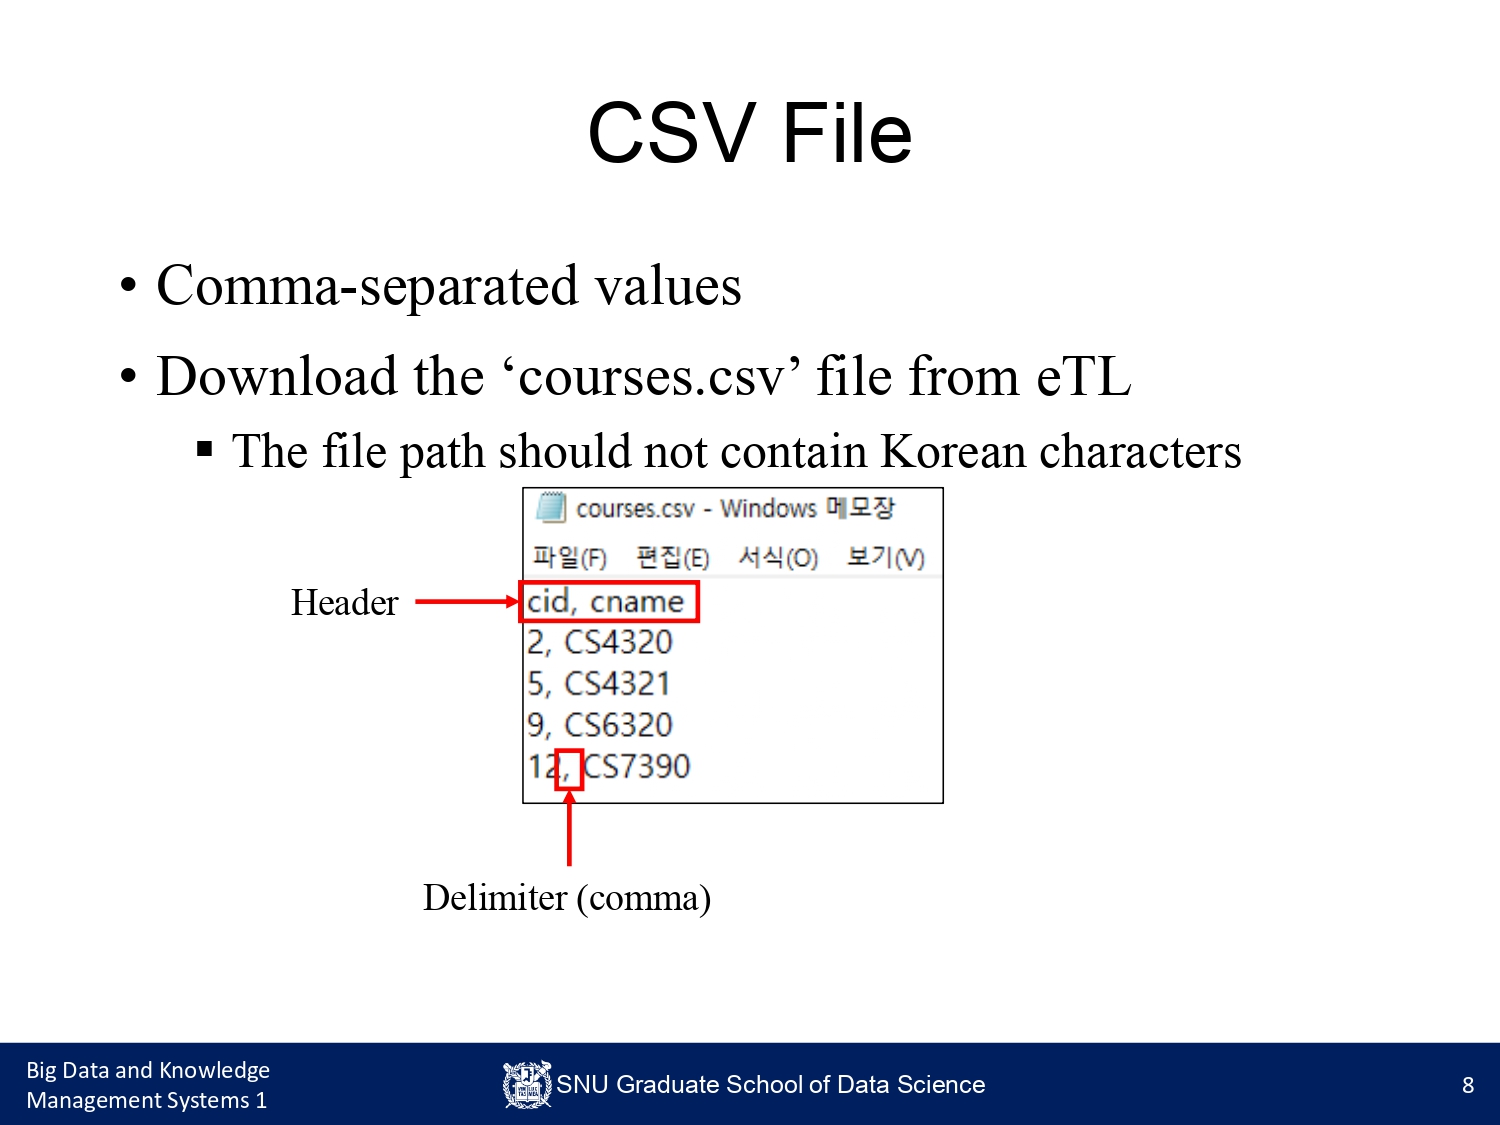 CSV File
• Comma-separated values
• Download the ‘courses.csv’ file from eTL
▪ The file path should not contain Korean characters
courses.csv - Windows 메모장
파일(F) 편집(E) 서식(O) 보기(V)
Header
cid, cname
2, CS4320
5, CS4321
9, CS6320
12, CS7390
Delimiter (comma)
Big Data and Knowledge
Management Systems 1
SNU Graduate School of Data Science
8